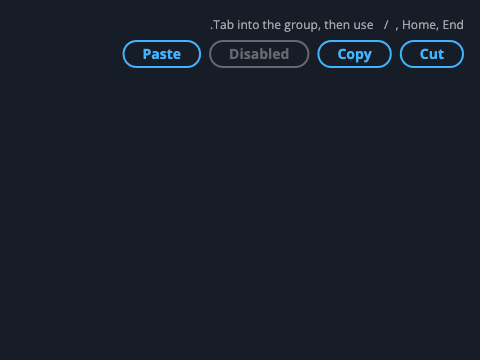 .Tab into the group, then use / , Home, End
Paste Disabled Copy Cut